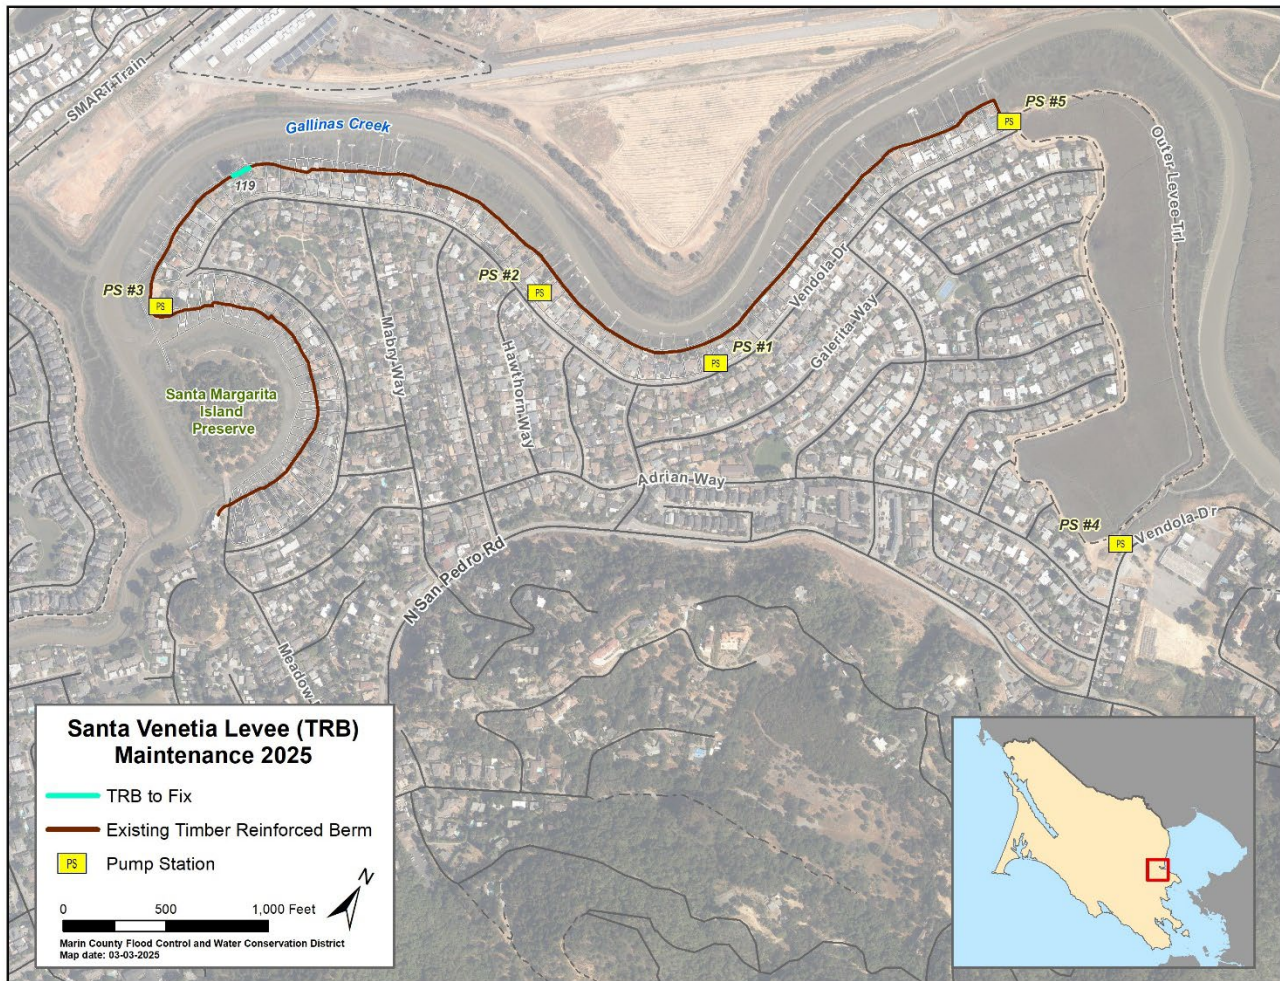 SMART Train
Gallinas Creek
PS #5
PS
Outer Levee Trl
119
PS #3
PS
PS #2
PS
Vendola Dr
PS #1
PS
Galerita Way
Mabry Way
Hawthorn Way
Santa Margarita
Island
Preserve
Adrian Way
PS #4
PS
Vendola Dr
N San Pedro Rd
Meadow
Santa Venetia Levee (TRB)
Maintenance 2025
TRB to Fix
Existing Timber Reinforced Berm
PS Pump Station
N
0 500 1,000 Feet
Marin County Flood Control and Water Conservation District
Map date: 03-03-2025